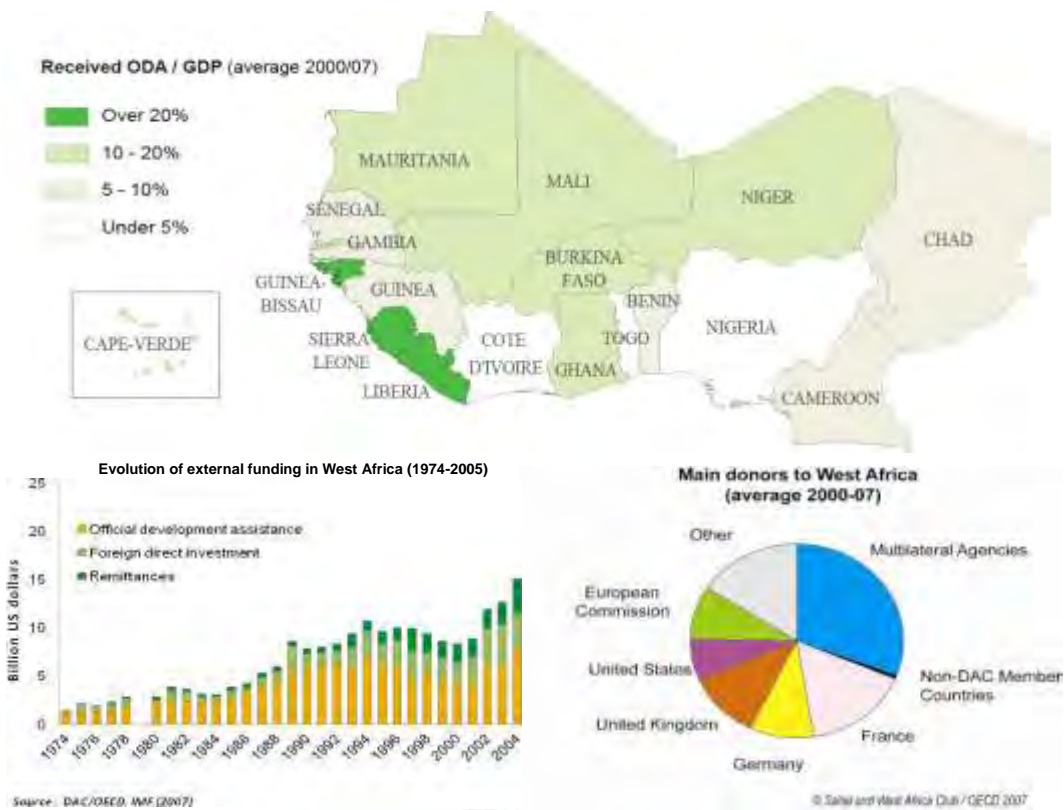 Received ODA / GDP (average 2000/07)
Over 20%
10 - 20%
5 - 10%
Under 5%
MAURITANIA
MALI
NIGER
CHAD
SENEGAL
GAMBIA
GUINEA-
BISSAU
GUINEA
BURKINA
FASO
BENIN
NIGERIA
SIERRA
LEONE
COTE
D'IVOIRE
TOGO
GHANA
LIBERIA
CAMEROON
CAPE-VERDE
Evolution of external funding in West Africa (1974-2005)
Billion US dollars
25
20
15
10
5
0
Official development assistance
Foreign direct investment
Remittances
1974
1976
1978
1980
1982
1984
1986
1988
1990
1992
1994
1996
1998
2000
2002
2004
Source : DAC/OECD, IMF (2007)
Main donors to West Africa
(average 2000-07)
Other
Multilateral Agencies
European
Commission
United States
Non-DAC Member
Countries
United Kingdom
France
Germany
© Sahel and West Africa Club / OECD 2007